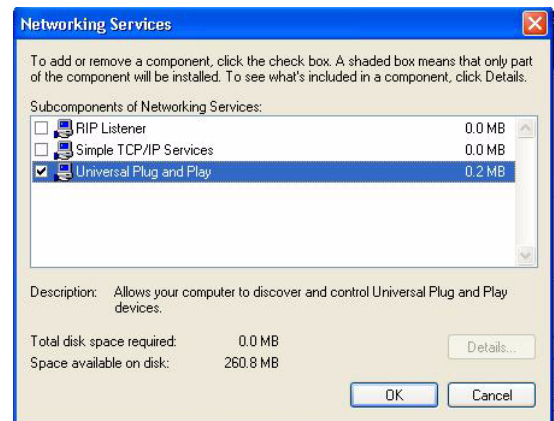 Networking Services
To add or remove a component, click the check box. A shaded box means that only part
of the component will be installed. To see what's included in a component, click Details.
Subcomponents of Networking Services:
RIP Listener 0.0 MB
Simple TCP/IP Services 0.0 MB
Universal Plug and Play 0.2 MB
Description: Allows your computer to discover and control Universal Plug and Play
devices.
Total disk space required: 0.0 MB
Details...
Space available on disk: 260.8 MB
OK Cancel